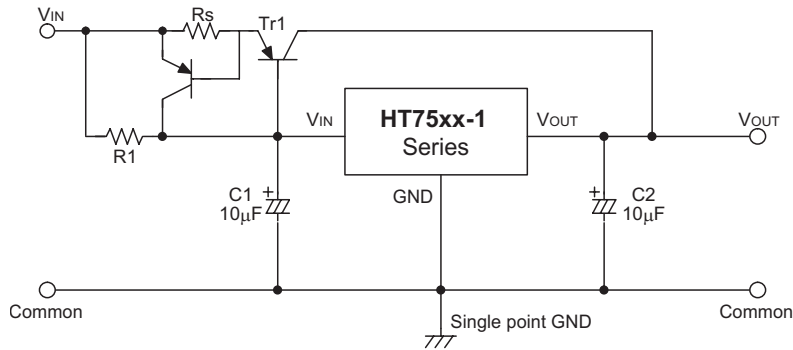 VIN
Rs
Tr1
R1
VIN
HT75xx-1
Series
VOUT
VOUT
GND
C1
10μF
C2
10μF
Common
Single point GND
Common
+
+